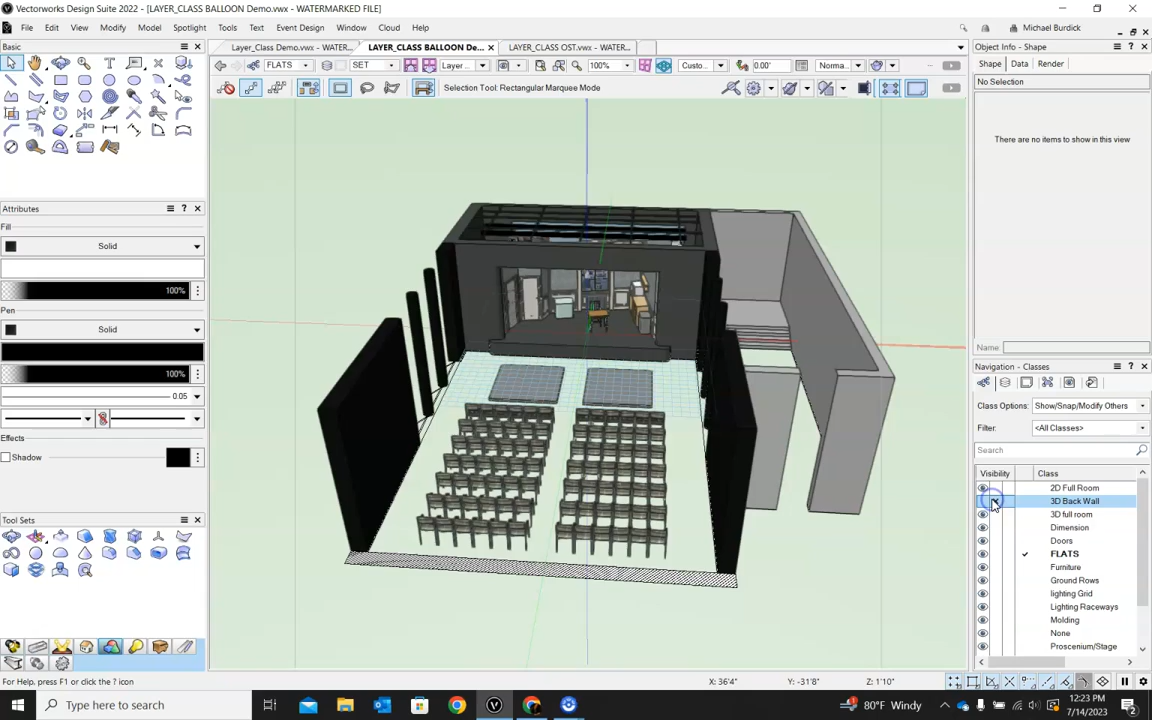 Vectorworks Design Suite 2022 - [LAYER_CLASS BALLOON Demo.vwx - WATERMARKED FILE]
File Edit View Modify Model Spotlight Tools Text Event Design Window Cloud Help
Michael Burdick
Basic
Layer_Class Demo.vwx - WATER...
LAYER_CLASS BALLOON De...
LAYER_CLASS OST.vwx - WATER...
Object Info - Shape
FLATS
SET
Layer ...
100%
Custo...
0.00°
Norma...
Shape Data Render
Selection Tool: Rectangular Marquee Mode
No Selection
There are no items to show in this view
Attributes
Fill
Solid
100%
Pen
Solid
100%
0.05
Effects
Shadow
Name:
Navigation - Classes
Class Options: Show/Snap/Modify Others
Filter: <All Classes>
Search
Visibility Class
2D Full Room
3D Back Wall
3D full room
Dimension
Doors
FLATS
Furniture
Ground Rows
lighting Grid
Lighting Raceways
Molding
None
Proscenium/Stage
Tool Sets
For Help, press F1 or click the ? icon
X: 36'4" Y: -31'8" Z: 1'10"
Type here to search
80°F Windy
12:23 PM
7/14/2023
2